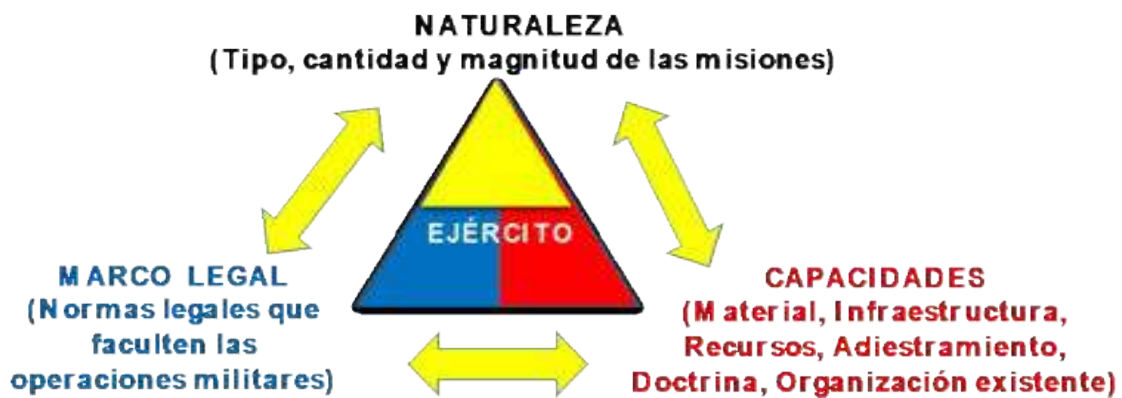 NATURALEZA
(Tipo, cantidad y magnitud de las misiones)
EJÉRCITO
MARCO LEGAL
(Normas legales que
faculten las
operaciones militares)
CAPACIDADES
(Material, Infraestructura,
Recursos, Adiestramiento,
Doctrina, Organización existente)